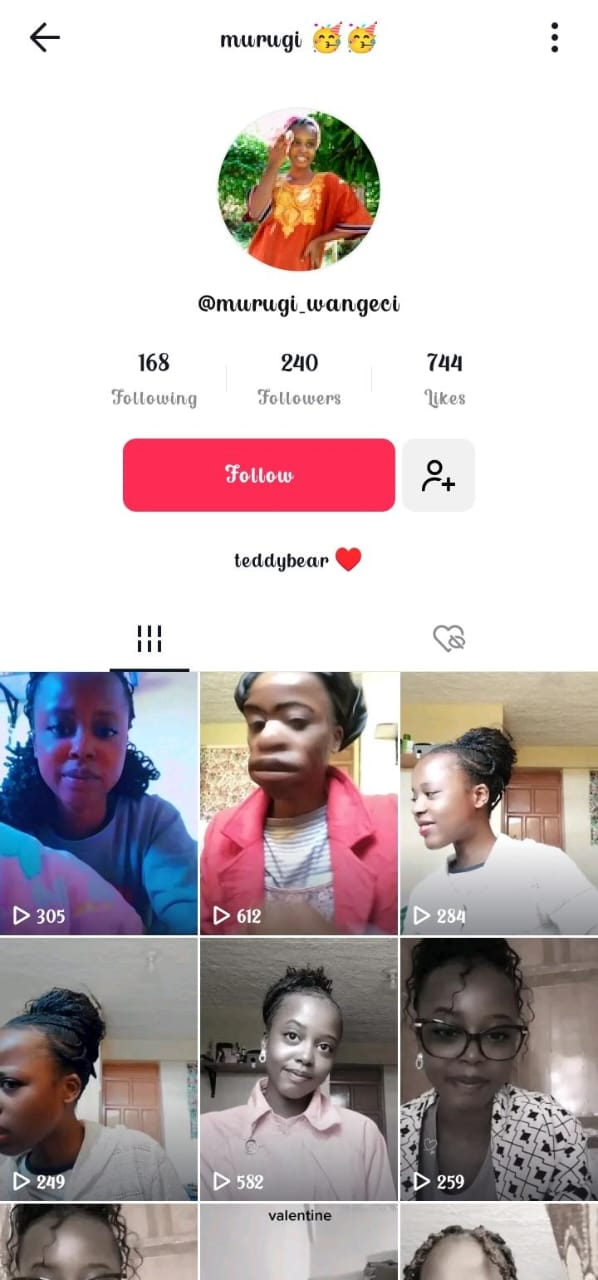 murugi 🥳🥳
@murugi_wangeci
168
Following
240
Followers
744
Likes
Follow
teddybear ❤️
305
612
284
249
582
259
valentine